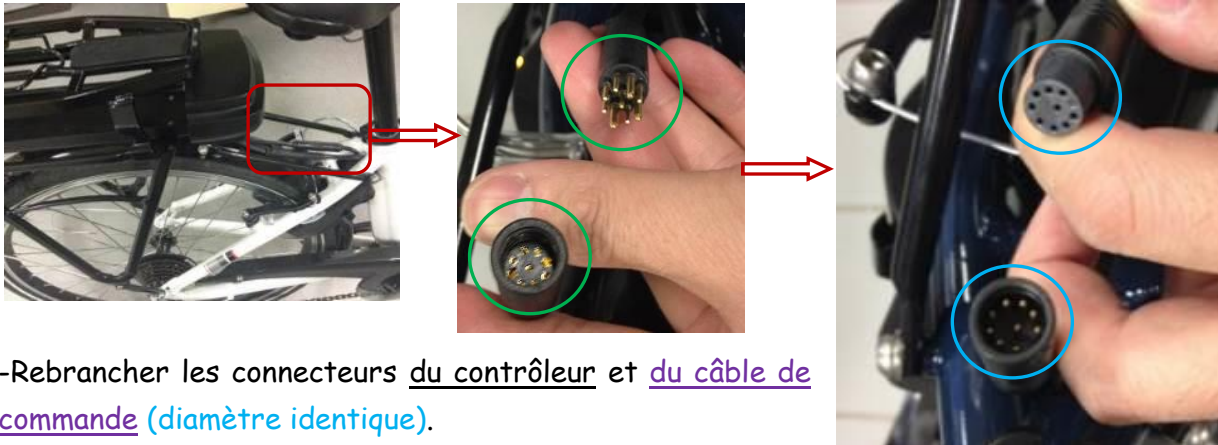 -Rebrancher les connecteurs du contrôleur et du câble de
commande (diamètre identique).